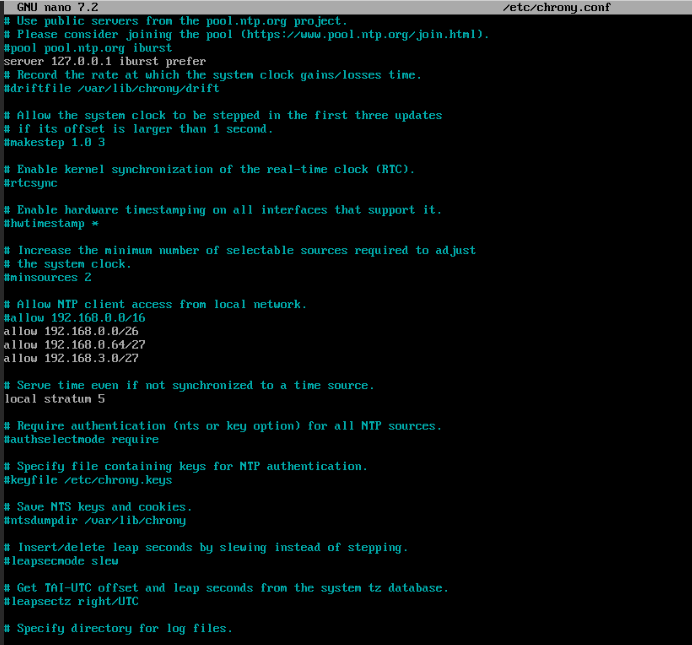 GNU nano 7.2 /etc/chrony.conf
# Use public servers from the pool.ntp.org project.
# Please consider joining the pool (https://www.pool.ntp.org/join.html).
#pool pool.ntp.org iburst
server 127.0.0.1 iburst prefer
# Record the rate at which the system clock gains/losses time.
#driftfile /var/lib/chrony/drift
# Allow the system clock to be stepped in the first three updates
# if its offset is larger than 1 second.
#makestep 1.0 3
# Enable kernel synchronization of the real-time clock (RTC).
#rtcsync
# Enable hardware timestamping on all interfaces that support it.
#hwtimestamp *
# Increase the minimum number of selectable sources required to adjust
# the system clock.
#minsources 2
# Allow NTP client access from local network.
#allow 192.168.0.0/16
allow 192.168.0.0/26
allow 192.168.0.64/27
allow 192.168.3.0/27
# Serve time even if not synchronized to a time source.
local stratum 5
# Require authentication (nts or key option) for all NTP sources.
#authselectmode require
# Specify file containing keys for NTP authentication.
#keyfile /etc/chrony.keys
# Save NTS keys and cookies.
#ntsdumpdir /var/lib/chrony
# Insert/delete leap seconds by slewing instead of stepping.
#leapsecmode slew
# Get TAI-UTC offset and leap seconds from the system tz database.
#leapsectz right/UTC
# Specify directory for log files.